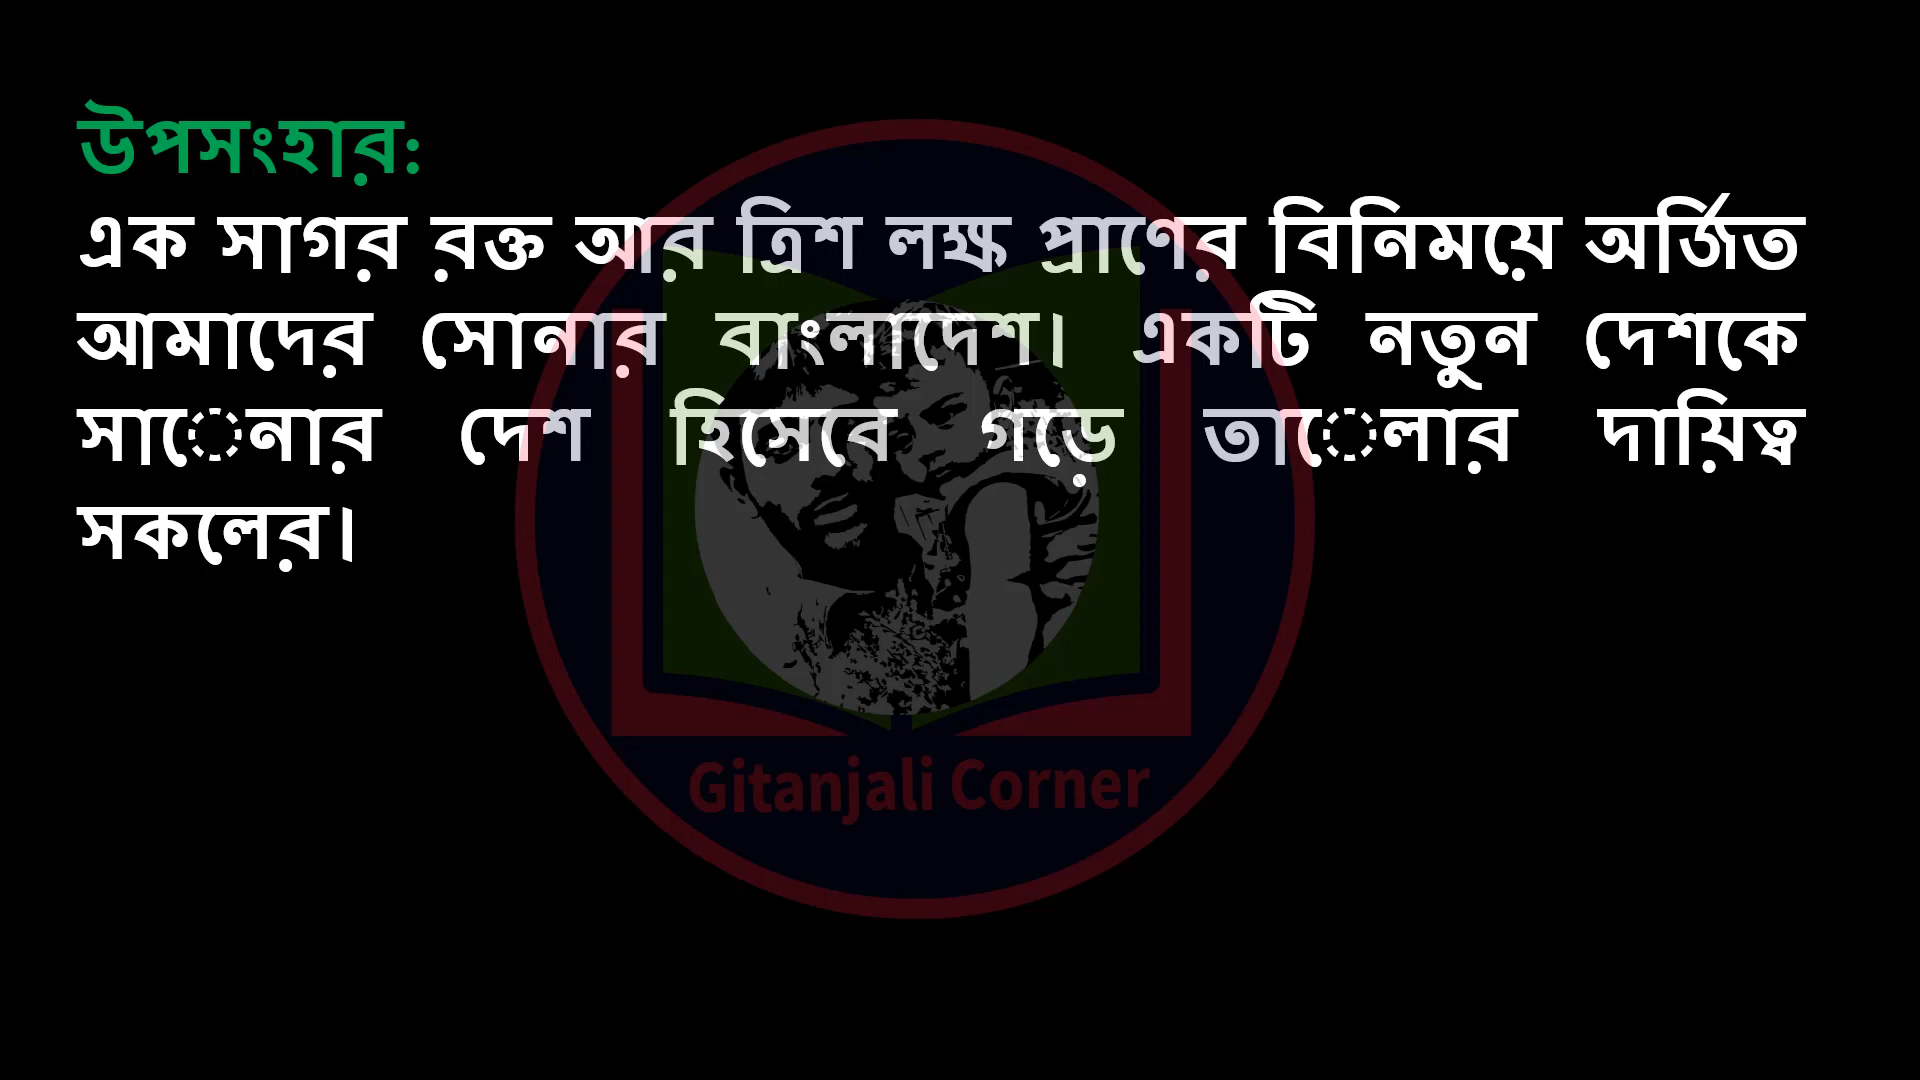 উপসংহার:
এক সাগর রক্ত আর ত্রিশ লক্ষ প্রাণের বিনিময়ে অর্জিত
আমাদের সোনার বাংলাদেশ। একটি নতুন দেশকে
সােনার দেশ হিসেবে গড়ে তােলার দায়িত্ব
সকলের।
Gitanjali Corner